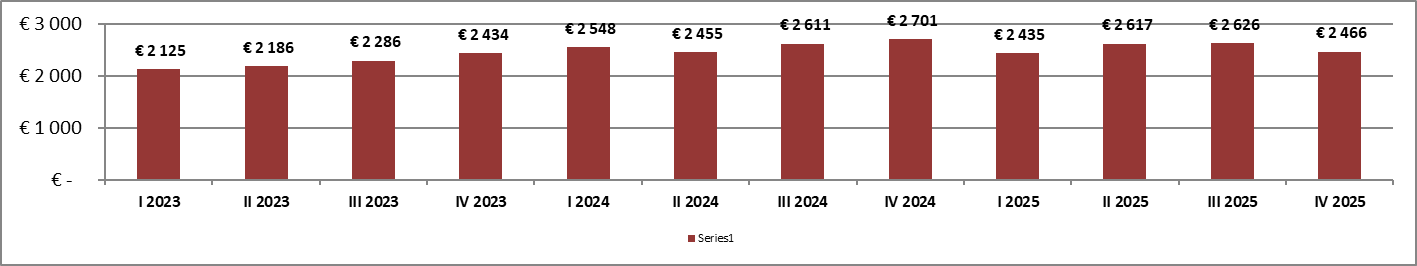 € 3 000
€ 2 000
€ 1 000
€ -
€ 2 125
€ 2 186
€ 2 286
€ 2 434
€ 2 548
€ 2 455
€ 2 611
€ 2 701
€ 2 435
€ 2 617
€ 2 626
€ 2 466
I 2023
II 2023
III 2023
IV 2023
I 2024
II 2024
III 2024
IV 2024
I 2025
II 2025
III 2025
IV 2025
Series1